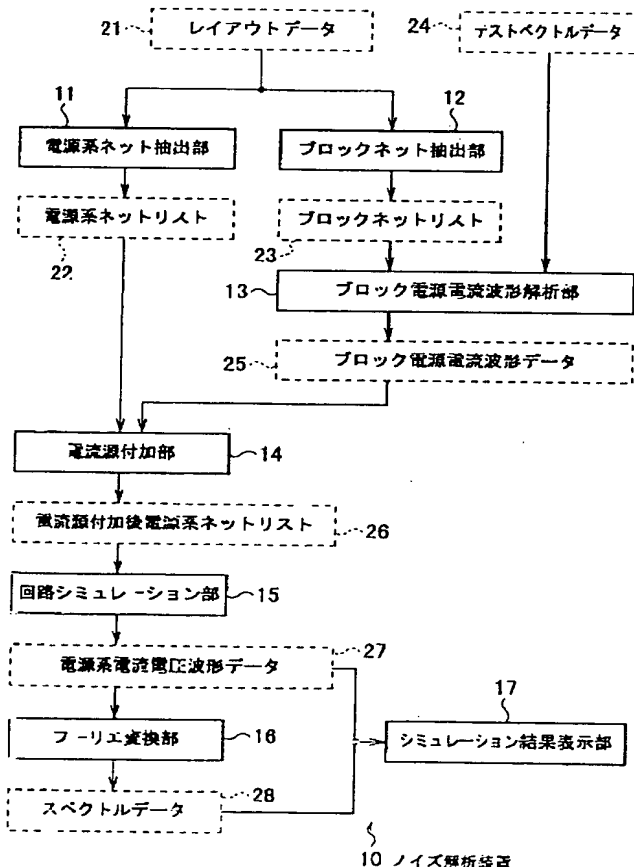 21 レイアウトデータ
24 テストベクトルデータ
11
電源系ネット抽出部
12
ブロックネット抽出部
電源系ネットリスト
22
ブロックネットリスト
23
13 ブロック電源電流波形解析部
25 ブロック電源電流波形データ
電流源付加部 14
電流源付加後電源系ネットリスト
26
回路シミュレーション部 15
電源系電流電圧波形データ
27
フーリエ変換部 16
17
シミュレーション結果表示部
スペクトルデータ
28
10 ノイズ解析装置